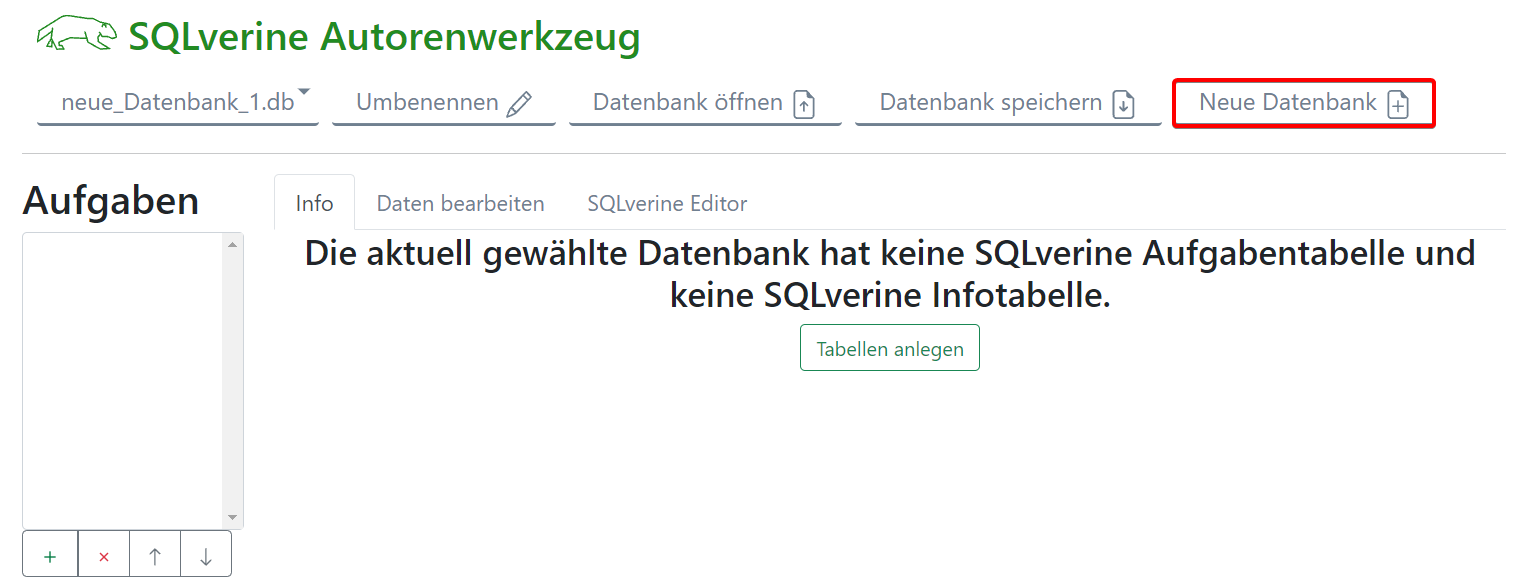 SQLverine Autorenwerkzeug
neue_Datenbank_1.db Umbenennen Datenbank öffnen Datenbank speichern Neue Datenbank
Aufgaben
Info Daten bearbeiten SQLverine Editor
Die aktuell gewählte Datenbank hat keine SQLverine Aufgabentabelle und
keine SQLverine Infotabelle.
Tabellen anlegen